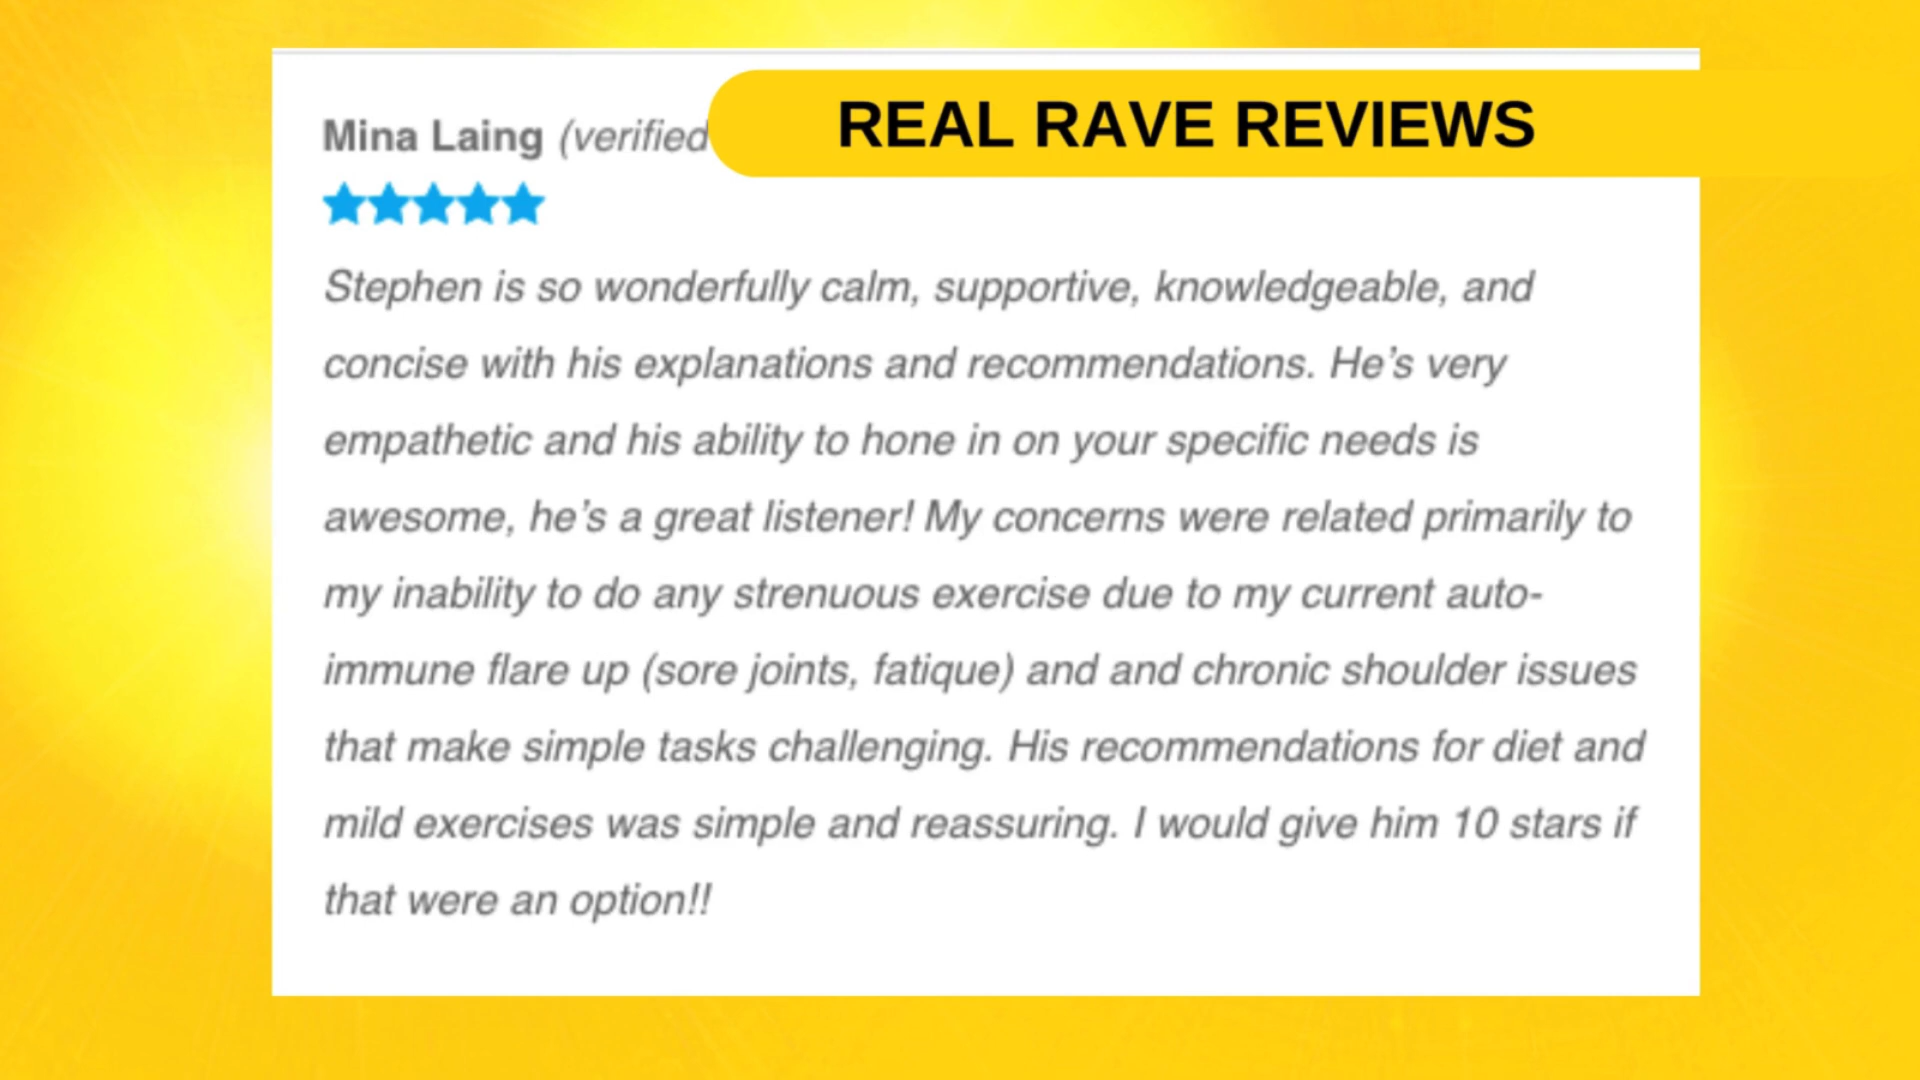 REAL RAVE REVIEWS
Mina Laing (verified
Stephen is so wonderfully calm, supportive, knowledgeable, and
concise with his explanations and recommendations. He’s very
empathetic and his ability to hone in on your specific needs is
awesome, he’s a great listener! My concerns were related primarily to
my inability to do any strenuous exercise due to my current auto-
immune flare up (sore joints, fatique) and and chronic shoulder issues
that make simple tasks challenging. His recommendations for diet and
mild exercises was simple and reassuring. I would give him 10 stars if
that were an option!!